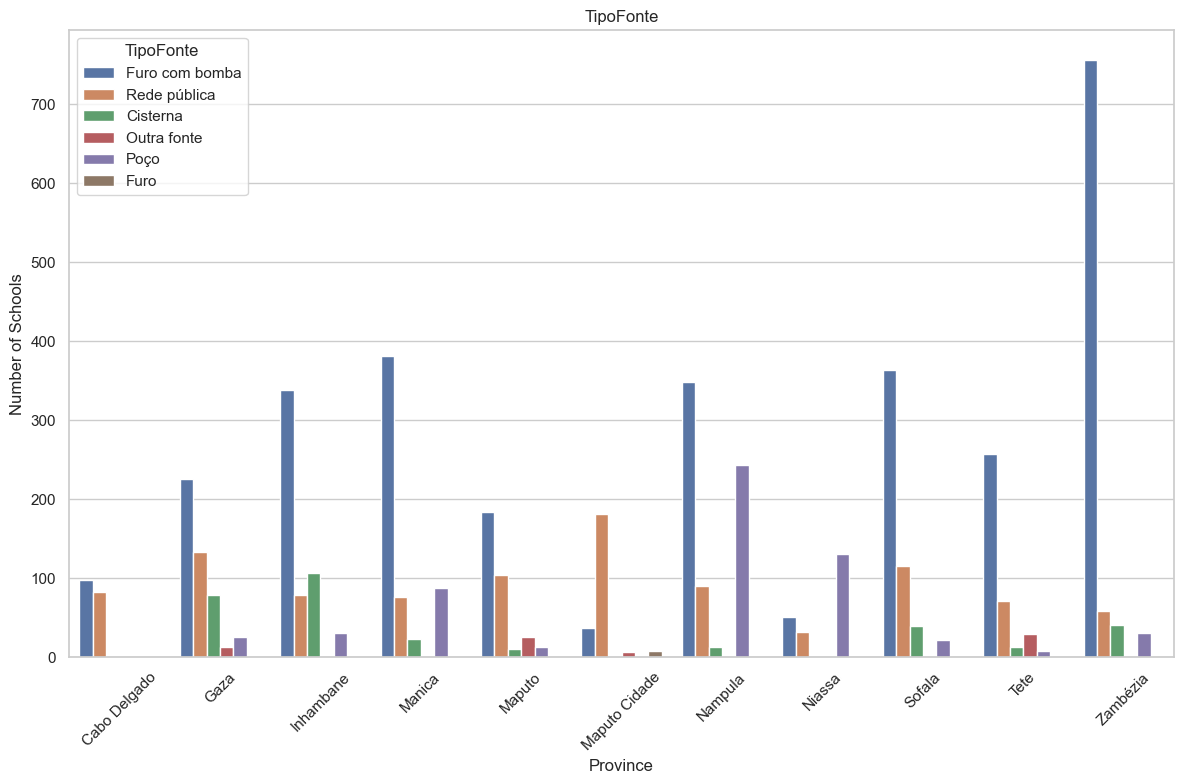 TipoFonte
TipoFonte
Furo com bomba
Rede pública
Cisterna
Outra fonte
Poço
Furo
Number of Schools
700
600
500
400
300
200
100
0
Cabo Delgado
Gaza
Inhambane
Manica
Maputo
Maputo Cidade
Nampula
Niassa
Sofala
Tete
Zambézia
Province